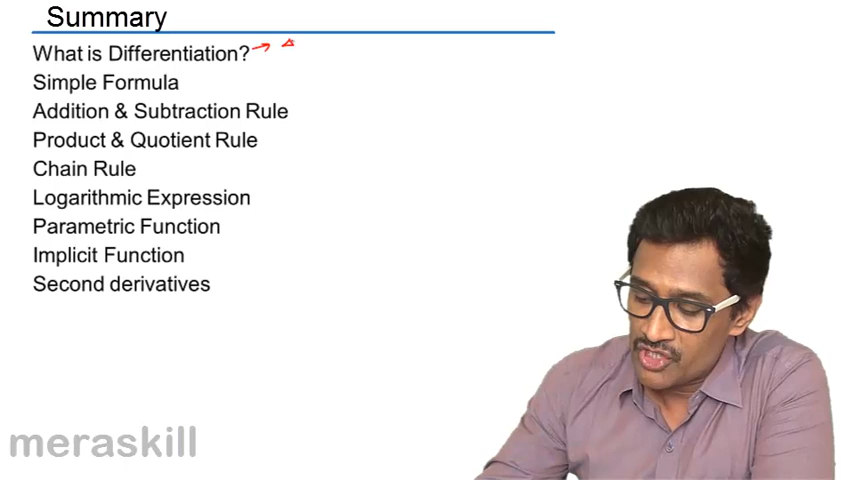 Summary
What is Differentiation?
Simple Formula
Addition & Subtraction Rule
Product & Quotient Rule
Chain Rule
Logarithmic Expression
Parametric Function
Implicit Function
Second derivatives
meraskill